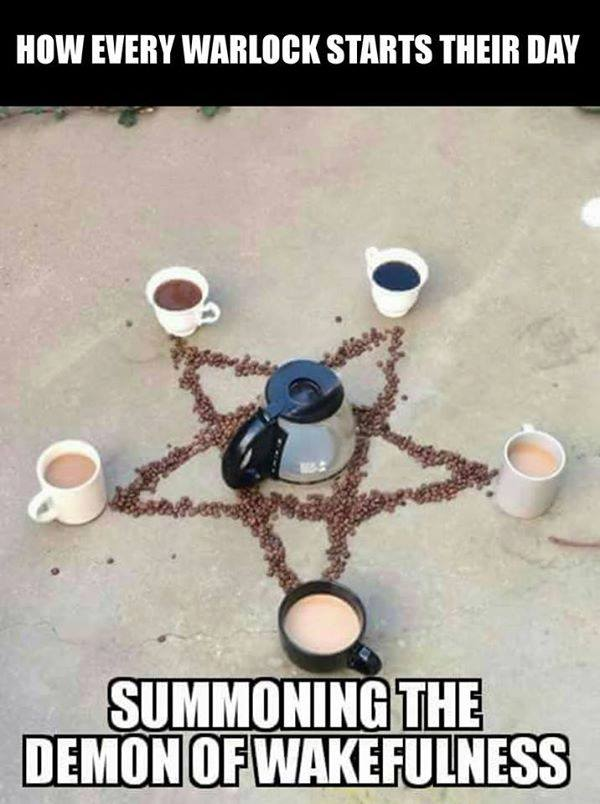 HOW EVERY WARLOCK STARTS THEIR DAY
SUMMONING THE
DEMON OF WAKEFULNESS